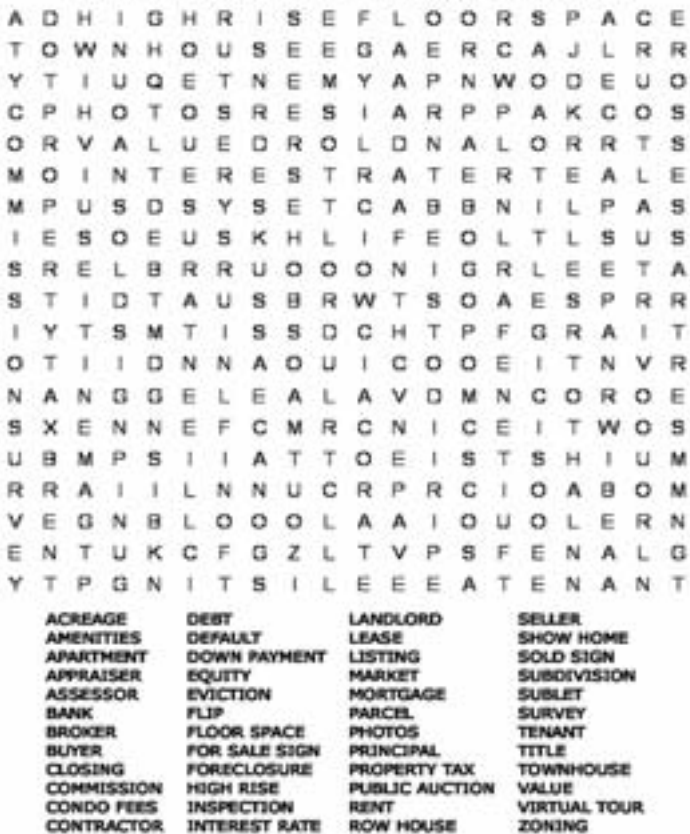 A D H I G H R I S E F L O O R S P A C E
T O W N H O U S E E G A E R C A J L R R
Y T I U Q E T N E M Y A P N W O D E U O
C P H O T O S R E S I A R P P A K C O S
O R V A L U E D R O L D N A L O R R T S
M O I N T E R E S T R A T E R T E A L E
M P U S D S Y S E T C A B B N I L P A S
I E S O E U S K H L I F E O L T L S U S
S R E L B R R U O O O N I G R L E E T A
S T I D T A U S B R W T S O A E S P R R
I Y T S M T I S S D C H T P F G R A I T
O T I I D N N A O U I C O O E I T N V R
N A N G G E L E A L A V D M N C O R O E
S X E N N E F C M R C N I C E I T W O S
U B M P S I I A T T O E I S T S H I U M
R R A I I L N N U C R P R C I O A B O M
V E G N B L O O O L A A I O U O L E R N
E N T U K C F G Z L T V P S F E N A L G
Y T P G N I T S I L E E E A T E N A N T
ACREAGE DEBT LANDLORD SELLER
AMENITIES DEFAULT LEASE SHOW HOME
APARTMENT DOWN PAYMENT LISTING SOLD SIGN
APPRAISER EQUITY MARKET SUBDIVISION
ASSESSOR EVICTION MORTGAGE SUBLET
BANK FLIP PARCEL SURVEY
BROKER FLOOR SPACE PHOTOS TENANT
BUYER FOR SALE SIGN PRINCIPAL TITLE
CLOSING FORECLOSURE PROPERTY TAX TOWNHOUSE
COMMISSION HIGH RISE PUBLIC AUCTION VALUE
CONDO FEES INSPECTION RENT VIRTUAL TOUR
CONTRACTOR INTEREST RATE ROW HOUSE ZONING